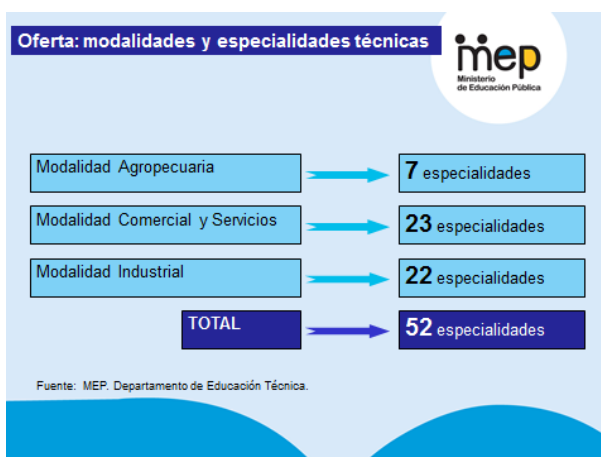 Oferta: modalidades y especialidades técnicas
mep
Ministerio
de Educación Pública
Modalidad Agropecuaria
7 especialidades
Modalidad Comercial y Servicios
23 especialidades
Modalidad Industrial
22 especialidades
TOTAL
52 especialidades
Fuente: MEP. Departamento de Educación Técnica.